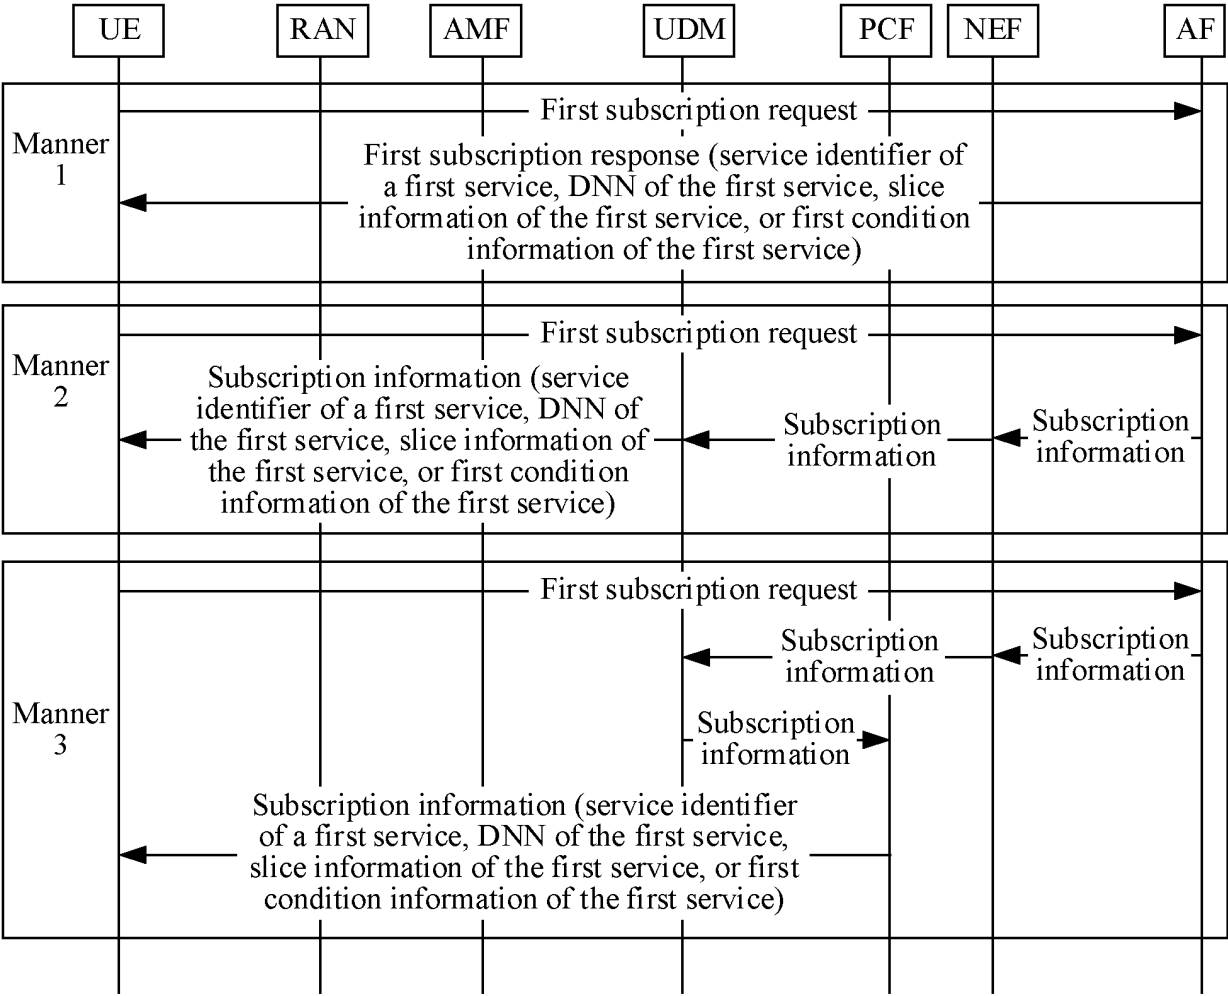 UE
RAN
AMF
UDM
PCF
NEF
AF
Manner
1
First subscription request
First subscription response (service identifier of
a first service, DNN of the first service, slice
information of the first service, or first condition
information of the first service)
Manner
2
First subscription request
Subscription information (service
identifier of a first service, DNN of
the first service, slice information of
the first service, or first condition
information of the first service)
Subscription
information
Subscription
information
Manner
3
First subscription request
Subscription
information
Subscription
information
Subscription
information
Subscription information (service identifier
of a first service, DNN of the first service,
slice information of the first service, or first
condition information of the first service)